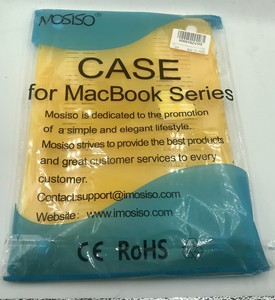 MOSISO
CASE
for MacBook Series
Mosiso is dedicated to the promotion
of a simple and elegant lifestyle.
Mosiso strives to provide the best products
and great customer services to every
customer.
Contact:support@imosiso.com
Website: www.imosiso.com
CE RoHS